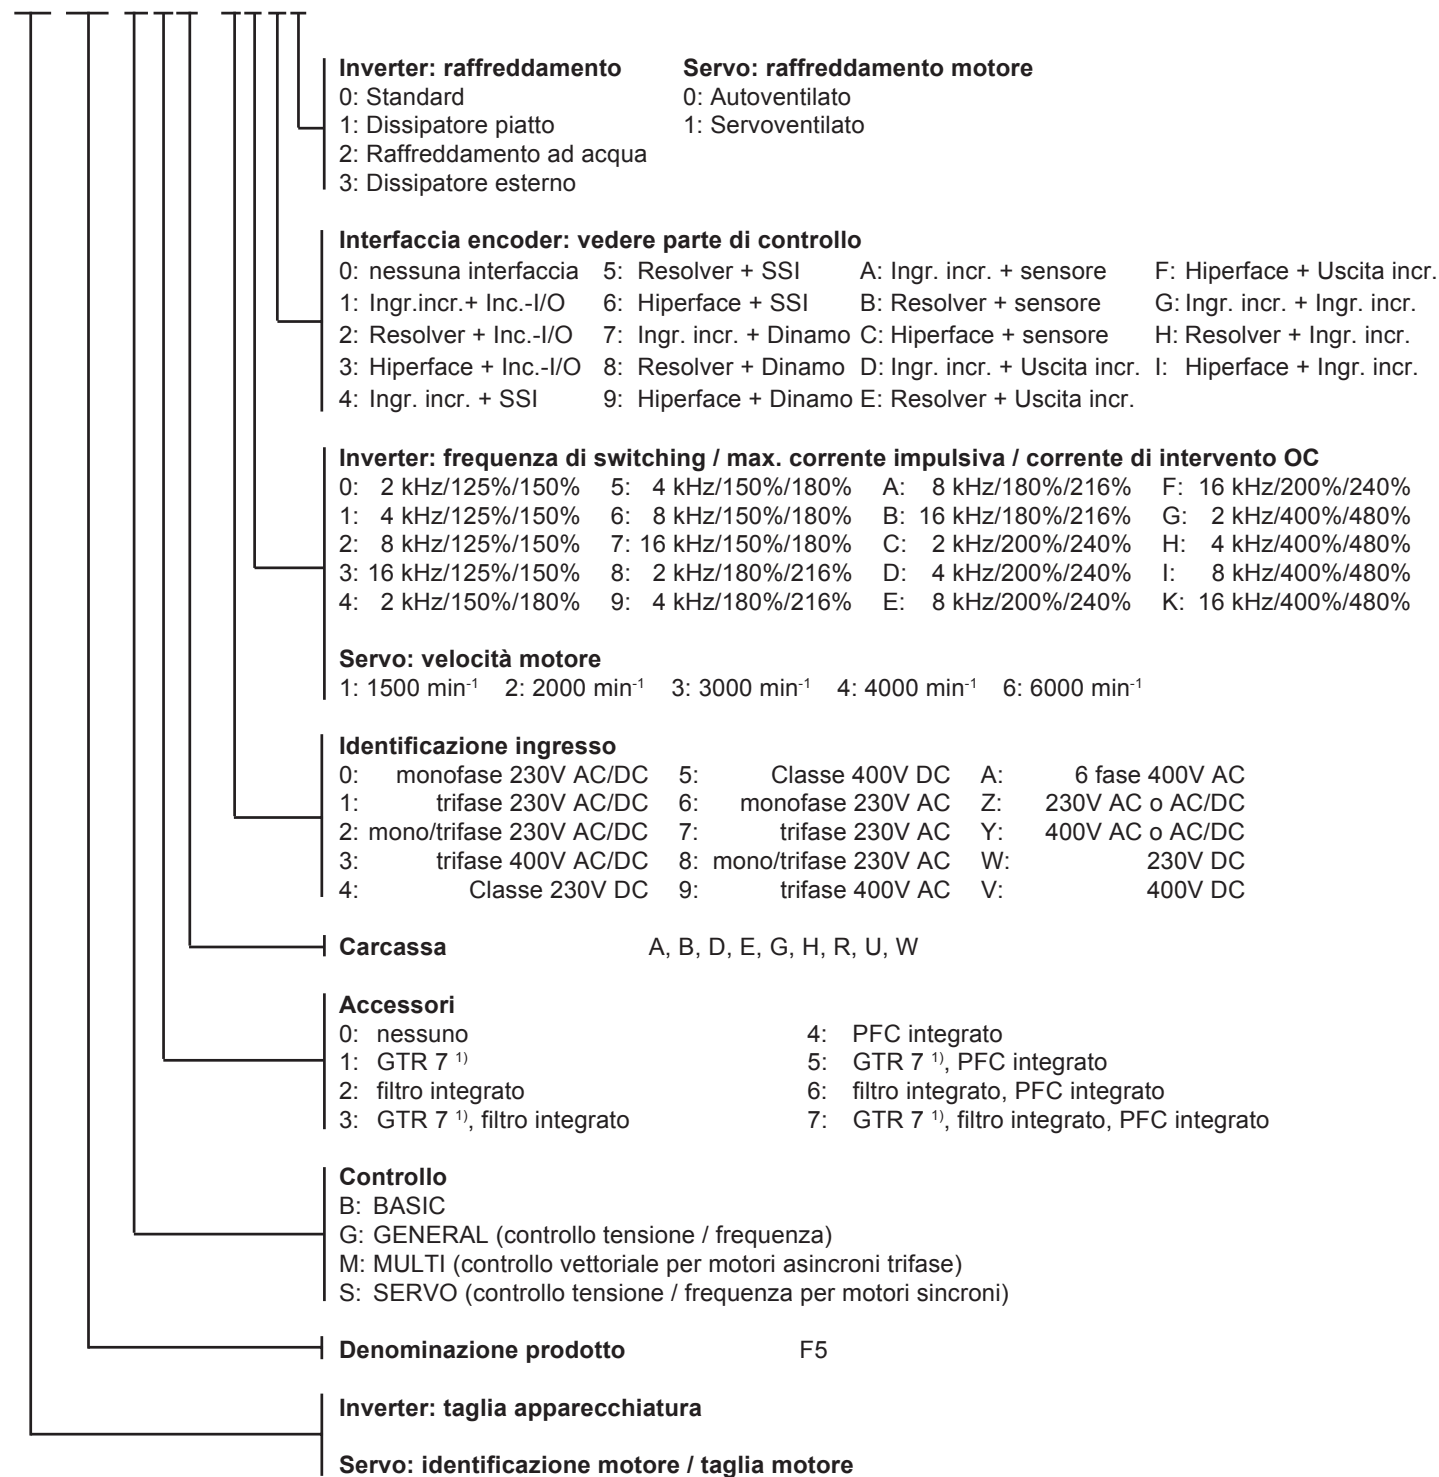 Inverter: raffreddamento Servo: raffreddamento motore
0: Standard 0: Autoventilato
1: Dissipatore piatto 1: Servoventilato
2: Raffreddamento ad acqua
3: Dissipatore esterno
Interfaccia encoder: vedere parte di controllo
0: nessuna interfaccia 5: Resolver + SSI A: Ingr. incr. + sensore F: Hiperface + Uscita incr.
1: Ingr.incr.+ Inc.-I/O 6: Hiperface + SSI B: Resolver + sensore G: Ingr. incr. + Ingr. incr.
2: Resolver + Inc.-I/O 7: Ingr. incr. + Dinamo C: Hiperface + sensore H: Resolver + Ingr. incr.
3: Hiperface + Inc.-I/O 8: Resolver + Dinamo D: Ingr. incr. + Uscita incr. I: Hiperface + Ingr. incr.
4: Ingr. incr. + SSI 9: Hiperface + Dinamo E: Resolver + Uscita incr.
Inverter: frequenza di switching / max. corrente impulsiva / corrente di intervento OC
0: 2 kHz/125%/150% 5: 4 kHz/150%/180% A: 8 kHz/180%/216% F: 16 kHz/200%/240%
1: 4 kHz/125%/150% 6: 8 kHz/150%/180% B: 16 kHz/180%/216% G: 2 kHz/400%/480%
2: 8 kHz/125%/150% 7: 16 kHz/150%/180% C: 2 kHz/200%/240% H: 4 kHz/400%/480%
3: 16 kHz/125%/150% 8: 2 kHz/180%/216% D: 4 kHz/200%/240% I: 8 kHz/400%/480%
4: 2 kHz/150%/180% 9: 4 kHz/180%/216% E: 8 kHz/200%/240% K: 16 kHz/400%/480%
Servo: velocità motore
1: 1500 min-1 2: 2000 min-1 3: 3000 min-1 4: 4000 min-1 6: 6000 min-1
Identificazione ingresso
0: monofase 230V AC/DC 5: Classe 400V DC A: 6 fase 400V AC
1: trifase 230V AC/DC 6: monofase 230V AC Z: 230V AC o AC/DC
2: mono/trifase 230V AC/DC 7: trifase 230V AC Y: 400V AC o AC/DC
3: trifase 400V AC/DC 8: mono/trifase 230V AC W: 230V DC
4: Classe 230V DC 9: trifase 400V AC V: 400V DC
Carcassa A, B, D, E, G, H, R, U, W
Accessori
0: nessuno 4: PFC integrato
1: GTR 7 1) 5: GTR 7 1), PFC integrato
2: filtro integrato 6: filtro integrato, PFC integrato
3: GTR 7 1), filtro integrato 7: GTR 7 1), filtro integrato, PFC integrato
Controllo
B: BASIC
G: GENERAL (controllo tensione / frequenza)
M: MULTI (controllo vettoriale per motori asincroni trifase)
S: SERVO (controllo tensione / frequenza per motori sincroni)
Denominazione prodotto F5
Inverter: taglia apparecchiatura
Servo: identificazione motore / taglia motore